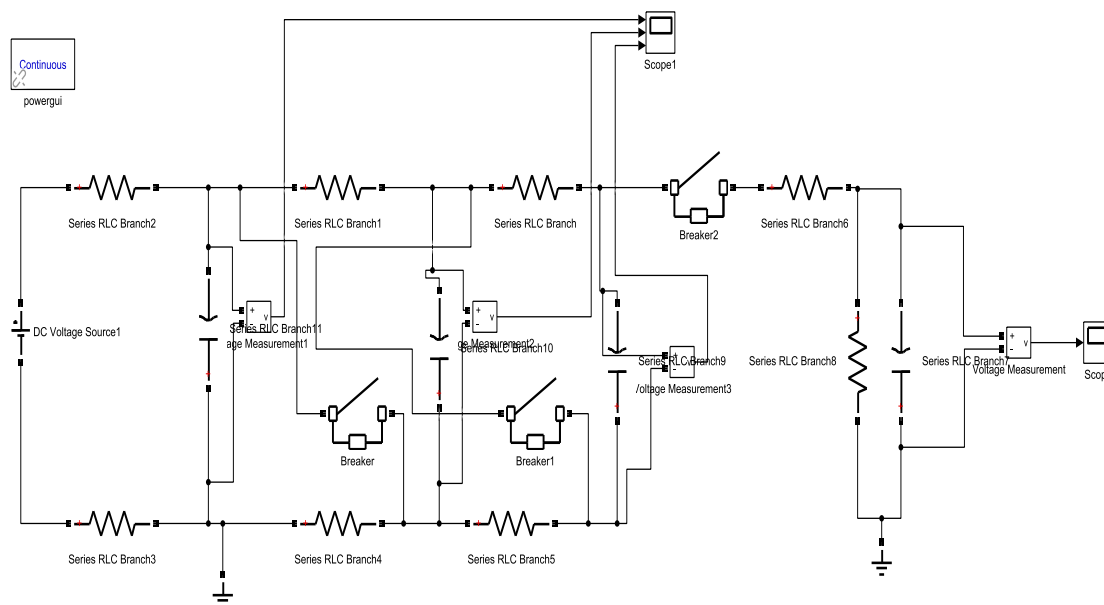 Scope1
Continuous
powergui
Series RLC Branch2
Series RLC Branch1
Series RLC Branch
Breaker2
Series RLC Branch6
DC Voltage Source1
+
-
v
Series RLC Branch11
age Measurement1
+
-
v
Series RLC Branch10
ge Measurement2
+
-
v
Series RLC Branch9
Voltage Measurement3
Series RLC Branch8
Series RLC Branch7
+
-
v
Voltage Measurement
Scop
Breaker
Breaker1
Series RLC Branch3
Series RLC Branch4
Series RLC Branch5